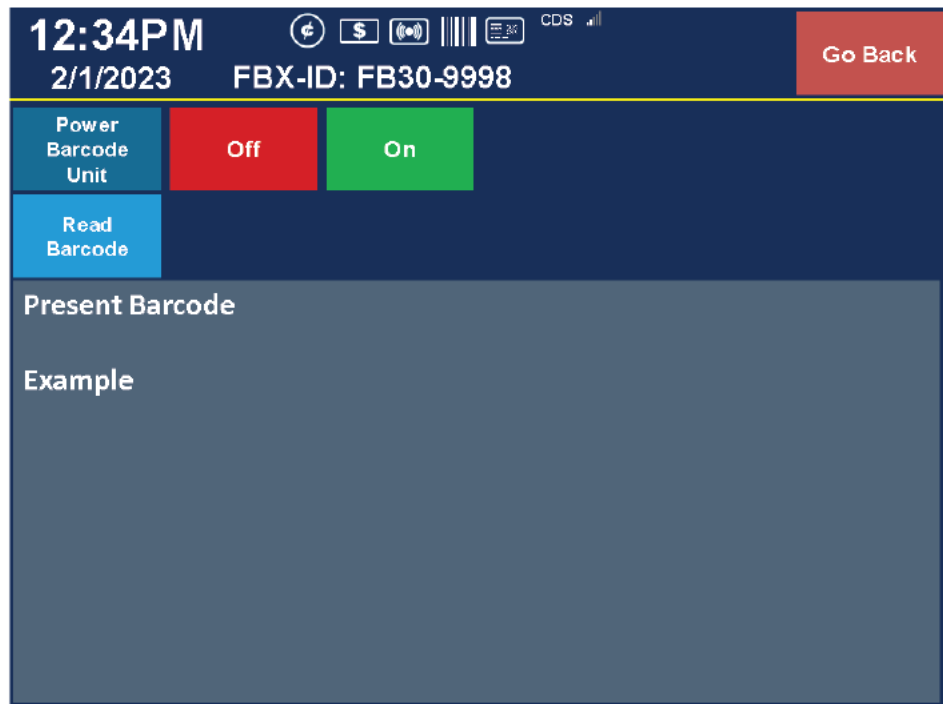 12:34PM
¢ $ CDS
2/1/2023 FBX-ID: FB30-9998
Go Back
Power
Barcode
Unit
Off
On
Read
Barcode
Present Barcode
Example